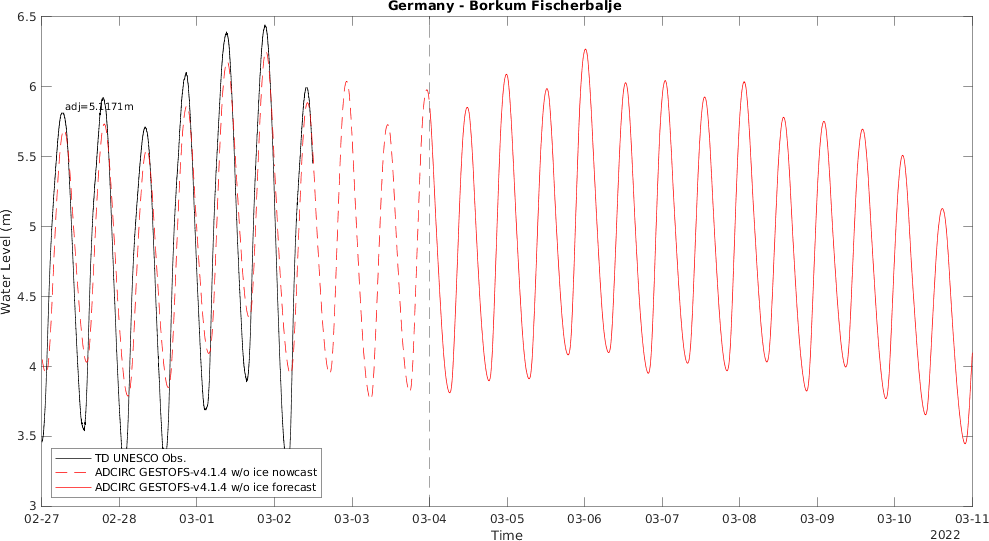 Germany - Borkum Fischerbalje
6.5
6
5.5
5
4.5
4
3.5
3
Water Level (m)
adj=5.1171m
TD UNESCO Obs.
ADCIRC GESTOFS-v4.1.4 w/o ice nowcast
ADCIRC GESTOFS-v4.1.4 w/o ice forecast
02-27 02-28 03-01 03-02 03-03 03-04 03-05 03-06 03-07 03-08 03-09 03-10 03-11
Time
2022